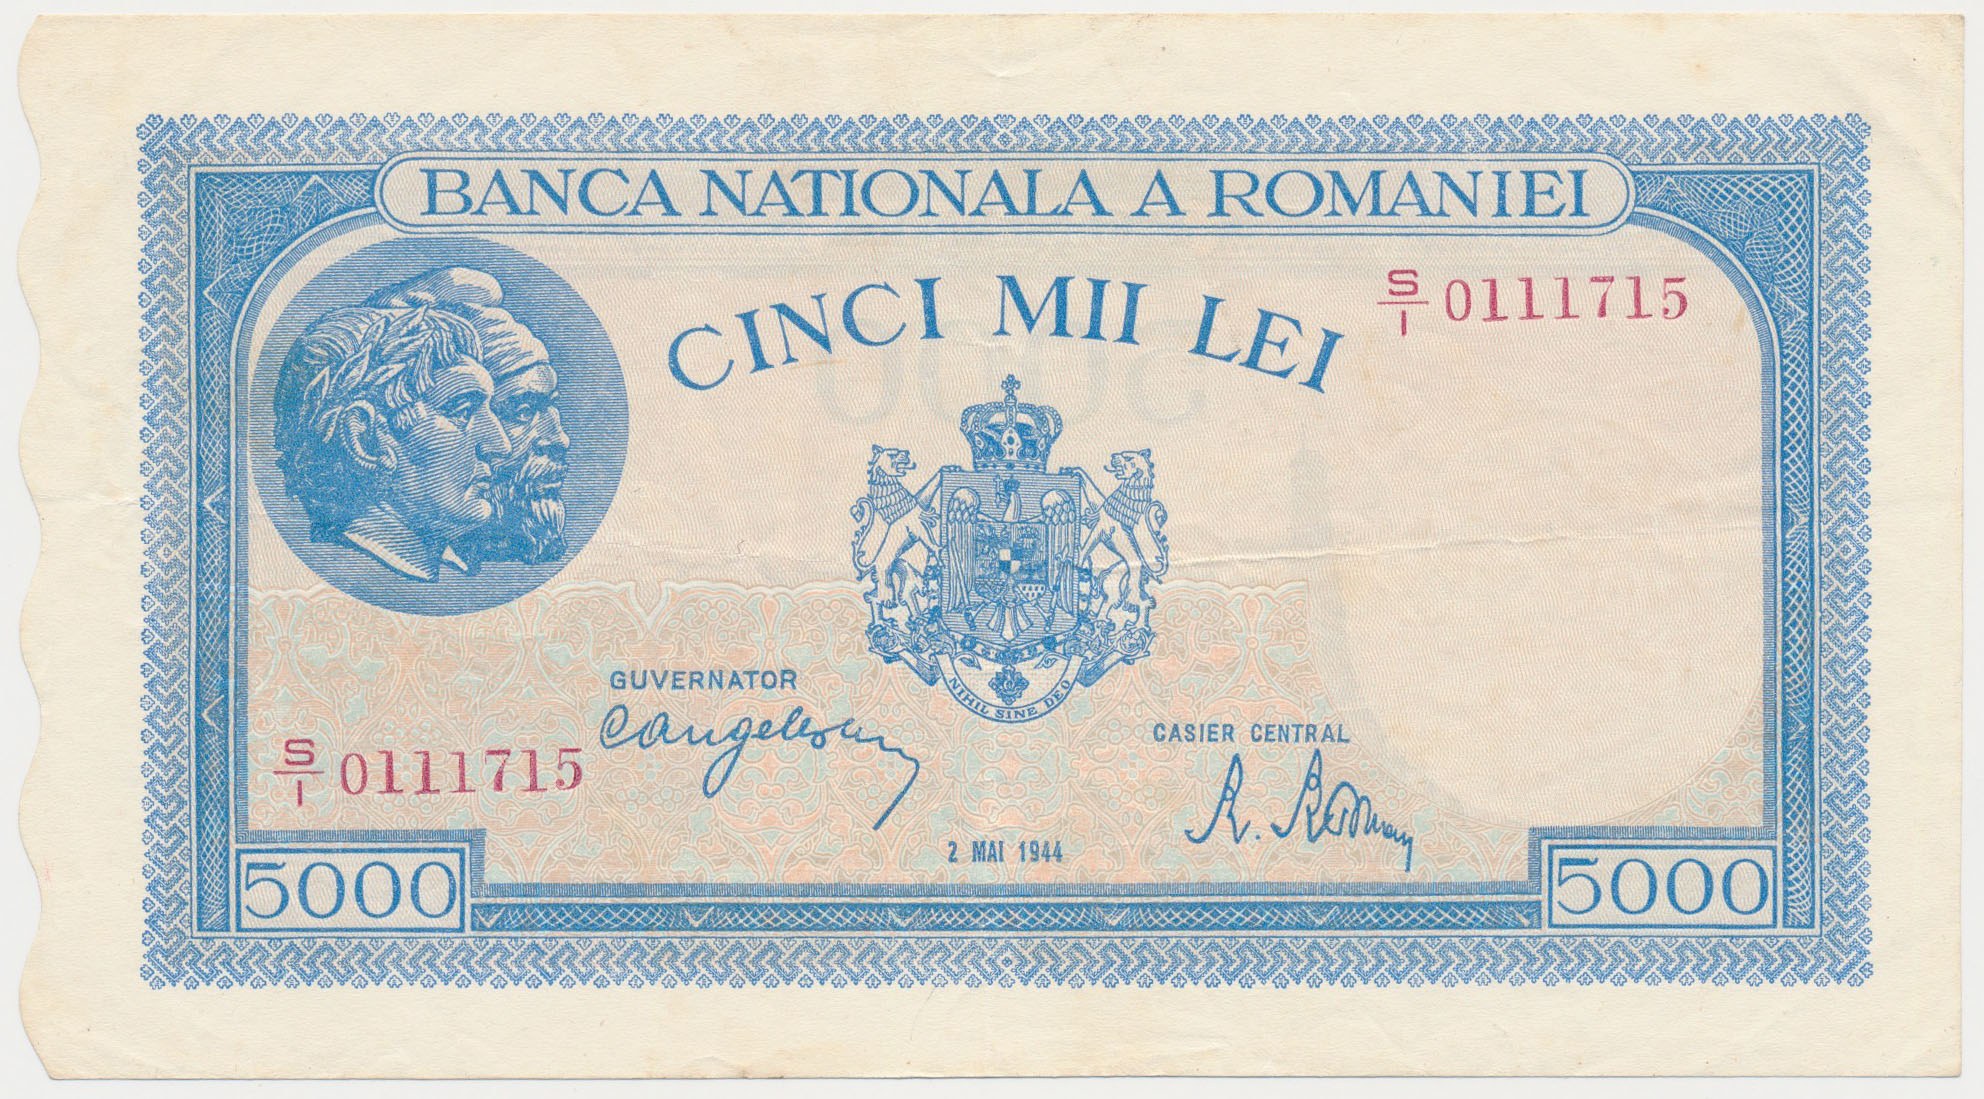 BANCA NATIONALA A ROMANIEI
CINCI MII LEI
S/I 0111715
NIHIL SINE DEO
GUVERNATOR
CASIER CENTRAL
S/I 0111715
2 MAI 1944
5000
5000